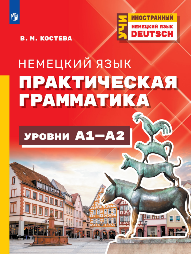 УЧИ
ИНОСТРАННЫЙ
НЕМЕЦКИЙ ЯЗЫК
DEUTSCH
В. М. КОСТЕВА
НЕМЕЦКИЙ ЯЗЫК
ПРАКТИЧЕСКАЯ
ГРАММАТИКА
УРОВНИ А1—А2